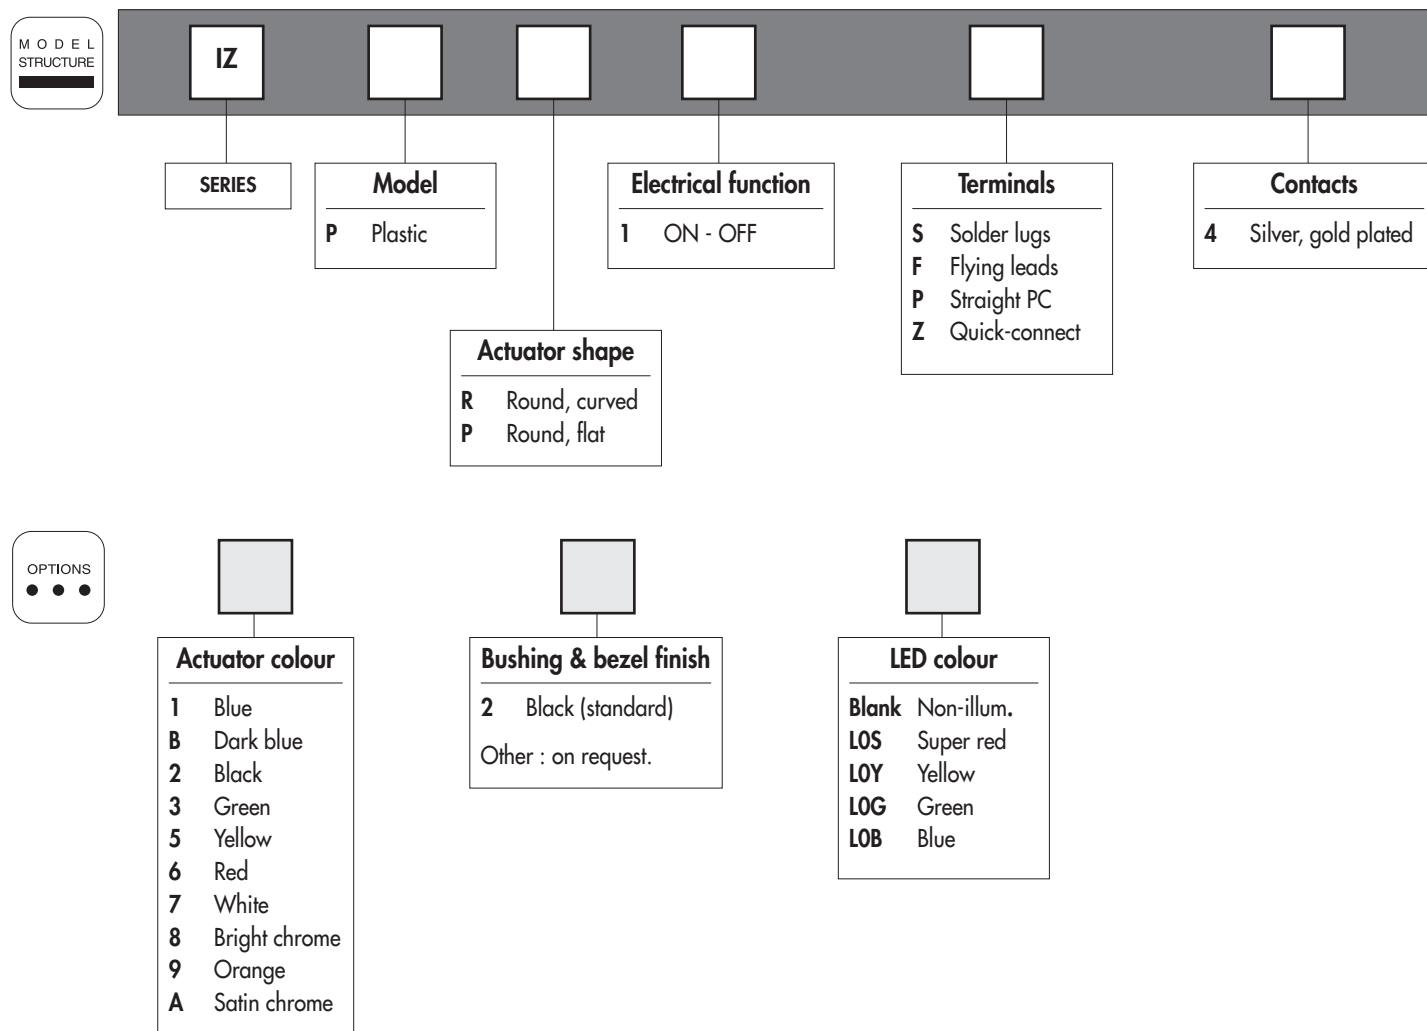 MODEL
STRUCTURE
IZ
SERIES
Model
P Plastic
Actuator shape
R Round, curved
P Round, flat
Electrical function
1 ON - OFF
Terminals
S Solder lugs
F Flying leads
P Straight PC
Z Quick-connect
Contacts
4 Silver, gold plated
OPTIONS
Actuator colour
1 Blue
B Dark blue
2 Black
3 Green
5 Yellow
6 Red
7 White
8 Bright chrome
9 Orange
A Satin chrome
Bushing & bezel finish
2 Black (standard)
Other : on request.
LED colour
Blank Non-illum.
L0S Super red
L0Y Yellow
L0G Green
L0B Blue